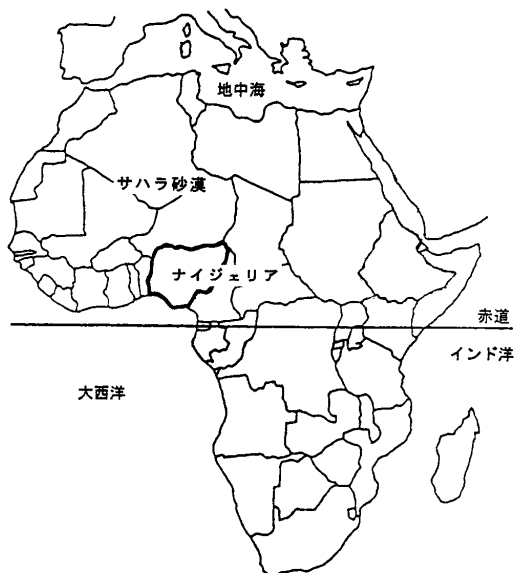 地中海
サハラ砂漠
ナイジェリア
赤道
インド洋
大西洋